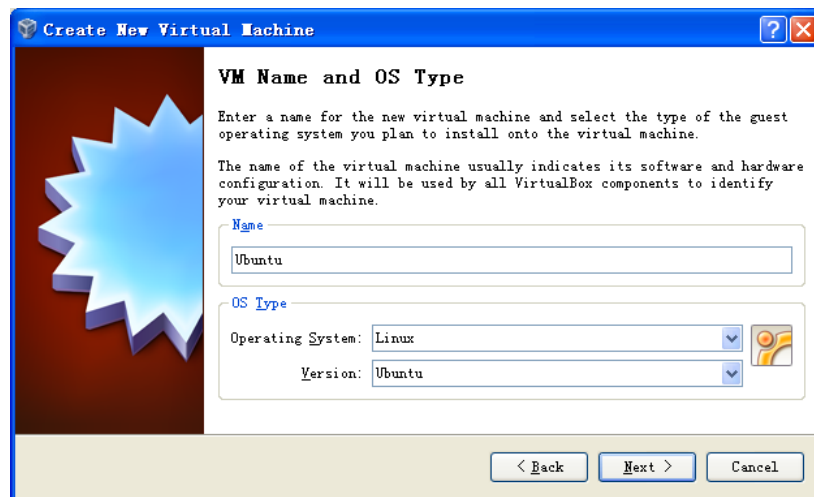 Create New Virtual Machine
VM Name and OS Type
Enter a name for the new virtual machine and select the type of the guest
operating system you plan to install onto the virtual machine.
The name of the virtual machine usually indicates its software and hardware
configuration. It will be used by all VirtualBox components to identify
your virtual machine.
Name
Ubuntu
OS Type
Operating System: Linux
Version: Ubuntu
< Back Next > Cancel